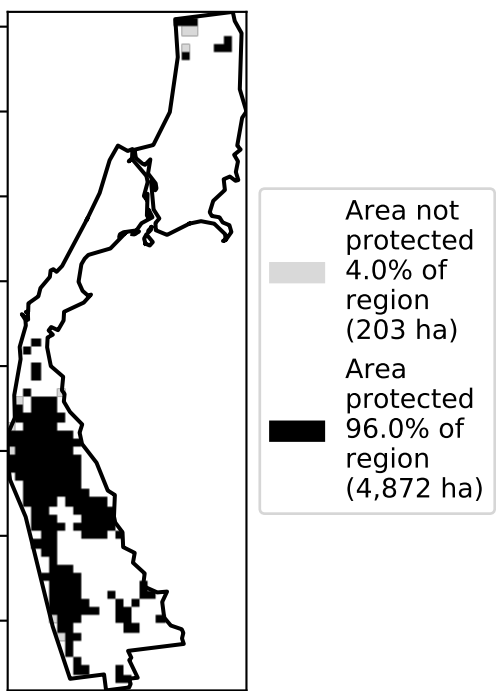 Area not
protected
4.0% of
region
(203 ha)
Area
protected
96.0% of
region
(4,872 ha)